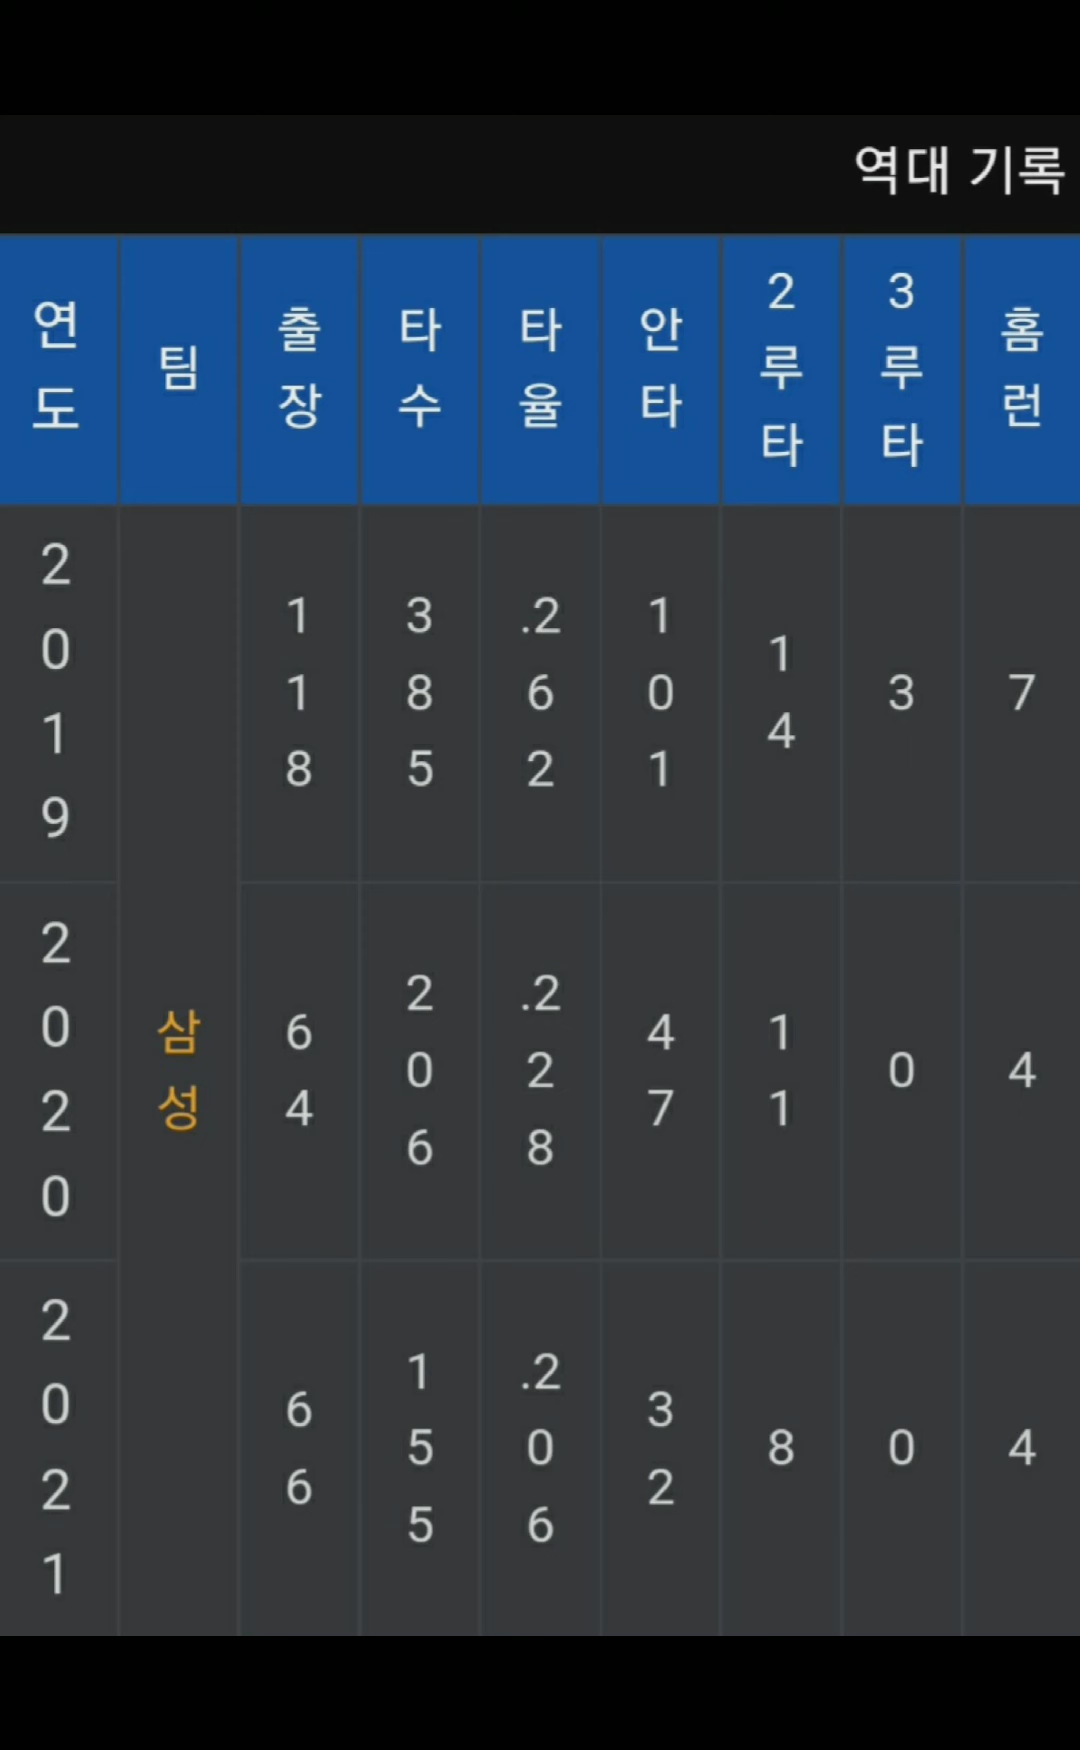 역대 기록
연도 팀 출장 타수 타율 안타 2루타 3루타 홈런
2019 삼성 118 385 .262 101 14 3 7
2020 64 206 .228 47 11 0 4
2021 66 155 .206 32 8 0 4